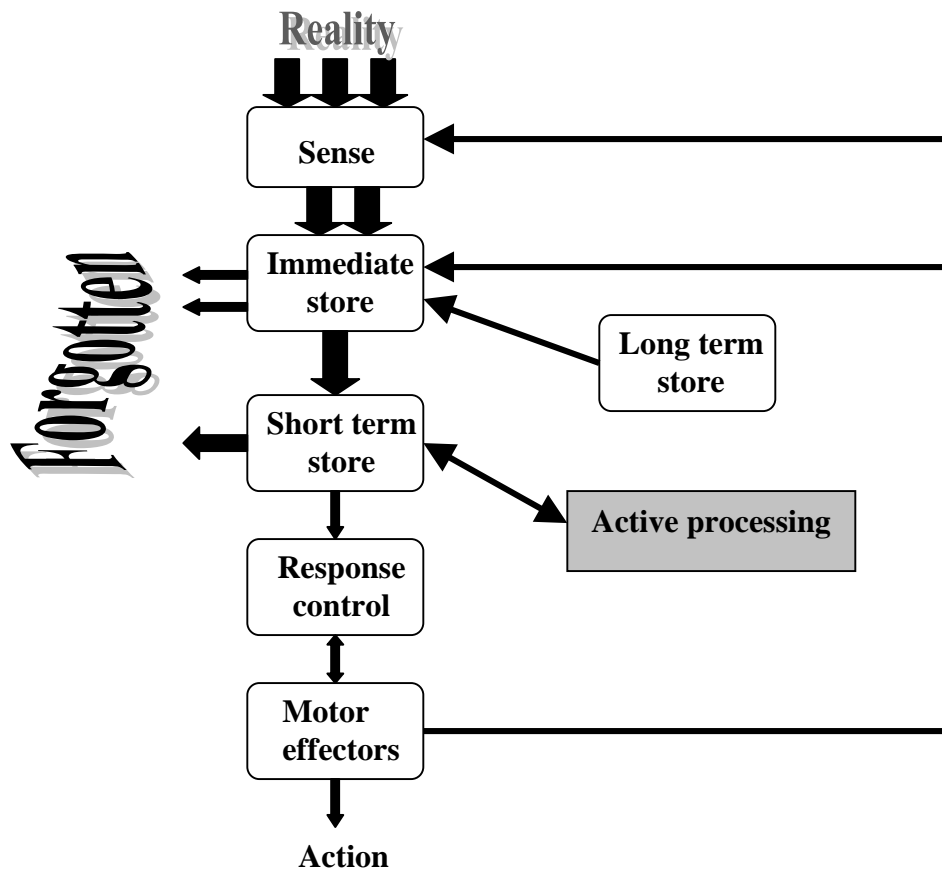 Reality
Sense
Immediate
store
Forgotten
Long term
store
Short term
store
Active processing
Response
control
Motor
effectors
Action